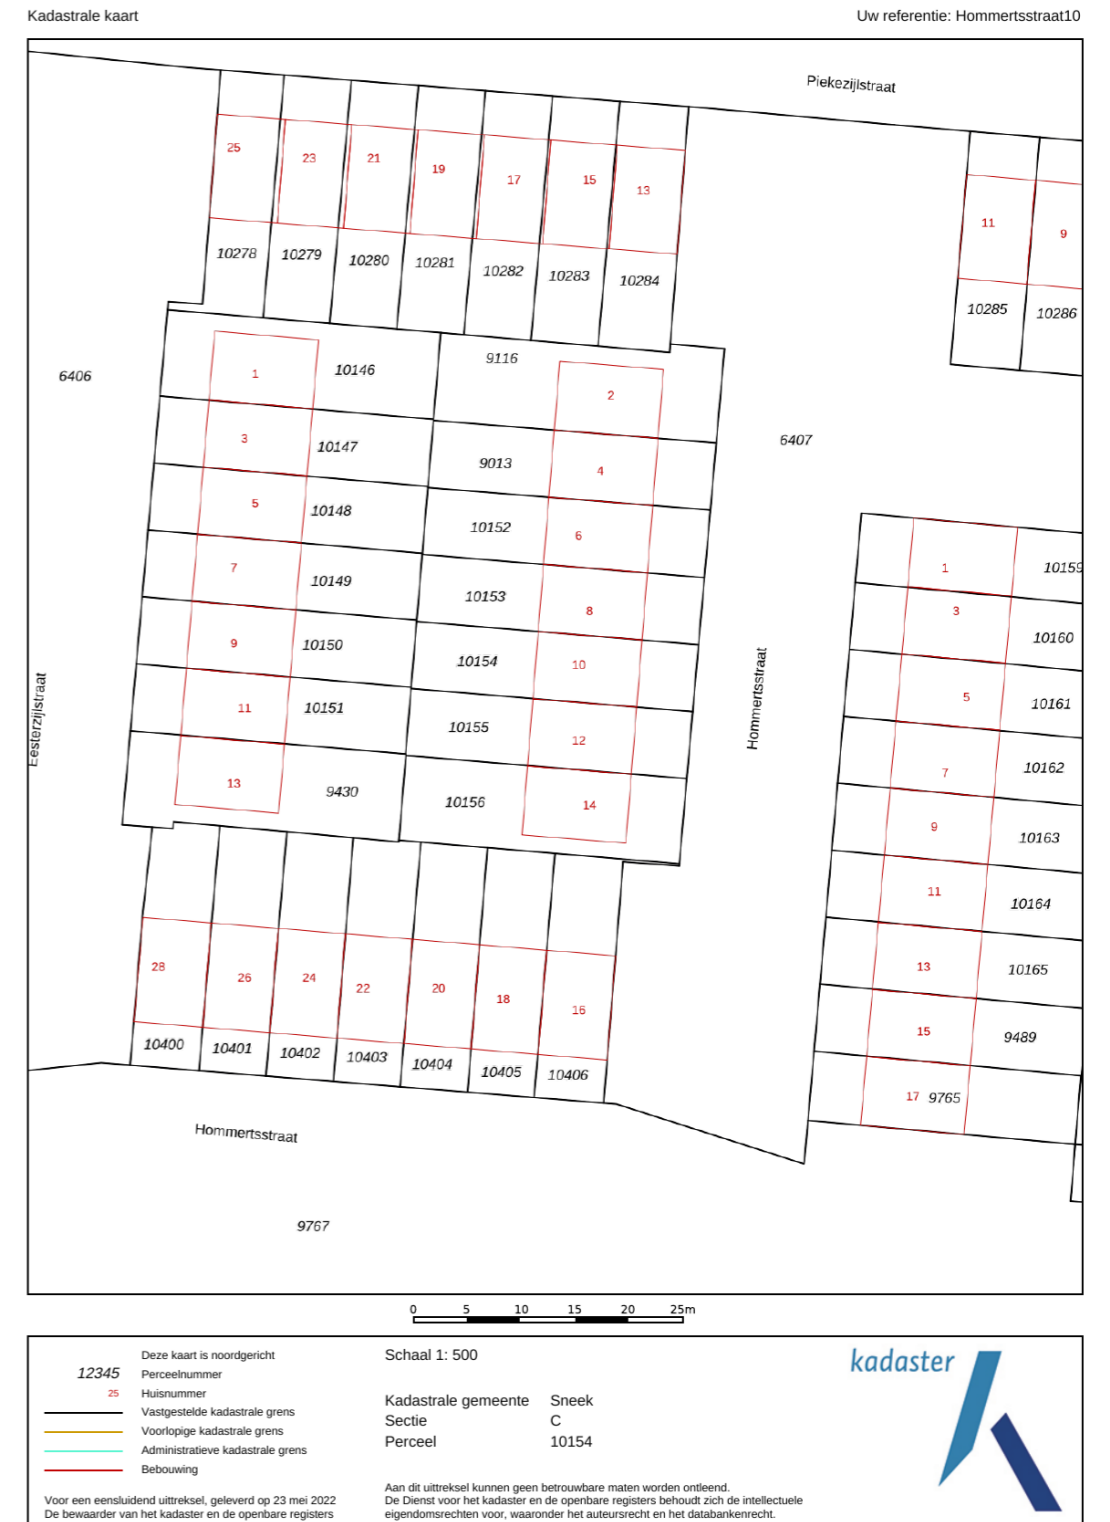 Kadastrale kaart
Uw referentie: Hommertsstraat10
Piekezijlstraat
25 23 21 19 17 15 13
11 9
10278 10279 10280 10281 10282 10283 10284
10285 10286
6406
1 10146 9116 2
6407
3 10147 9013 4
5 10148 10152 6
7 10149 10153 8
9 10150 10154 10
11 10151 10155 12
13 9430 10156 14
Eesterzijlstraat
Hommertsstraat
1 10159
3 10160
5 10161
7 10162
9 10163
11 10164
13 10165
15 9489
17 9765
28 26 24 22 20 18 16
10400 10401 10402 10403 10404 10405 10406
Hommertsstraat
9767
0 5 10 15 20 25m
Deze kaart is noordgericht
12345 Perceelnummer
25 Huisnummer
Vastgestelde kadastrale grens
Voorlopige kadastrale grens
Administratieve kadastrale grens
Bebouwing
Voor een eensluidend uittreksel, geleverd op 23 mei 2022
De bewaarder van het kadaster en de openbare registers
Schaal 1: 500
Kadastrale gemeente Sneek
Sectie C
Perceel 10154
Aan dit uittreksel kunnen geen betrouwbare maten worden ontleend.
De Dienst voor het kadaster en de openbare registers behoudt zich de intellectuele
eigendomsrechten voor, waaronder het auteursrecht en het databankenrecht.
kadaster